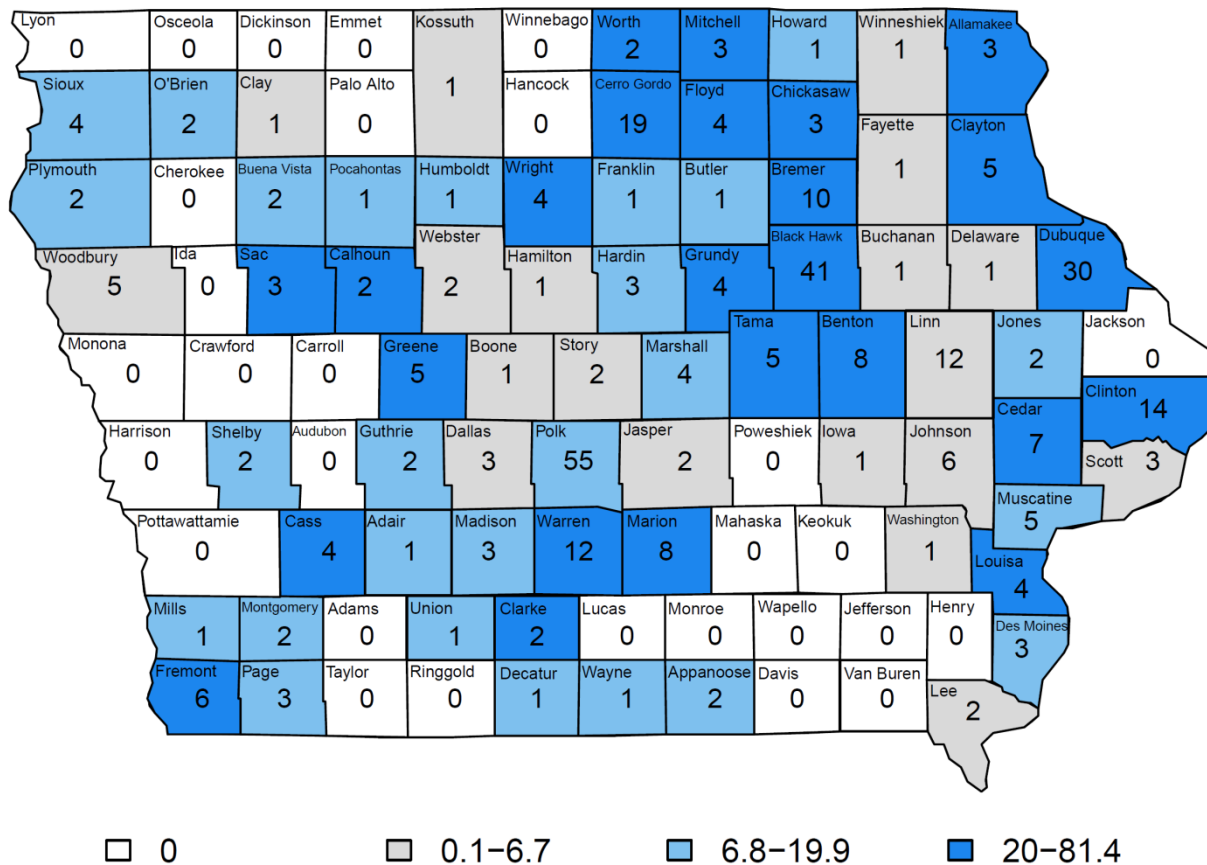 Lyon Osceola Dickinson Emmet Kossuth Winnebago Worth Mitchell Howard Winneshiek Allamakee
0 0 0 0 1 0 2 3 1 1 3
Sioux O'Brien Clay Palo Alto Hancock Cerro Gordo Floyd Chickasaw
4 2 1 0 0 19 4 3
Fayette Clayton
1 5
Plymouth Cherokee Buena Vista Pocahontas Humboldt Wright Franklin Butler Bremer
2 0 2 1 1 4 1 1 10
Woodbury Ida Sac Calhoun Webster Hamilton Hardin Grundy Black Hawk Buchanan Delaware Dubuque
5 0 3 2 2 1 3 4 41 1 1 30
Monona Crawford Carroll Greene Boone Story Marshall Tama Benton Linn Jones Jackson
0 0 0 5 1 2 4 5 8 12 2 0
Clinton
14
Cedar
7
Harrison Shelby Audubon Guthrie Dallas Polk Jasper Poweshiek Iowa Johnson Scott
0 2 0 2 3 55 2 0 1 6 3
Muscatine
5
Pottawattamie Cass Adair Madison Warren Marion Mahaska Keokuk Washington Louisa
0 4 1 3 12 8 0 0 1 4
Mills Montgomery Adams Union Clarke Lucas Monroe Wapello Jefferson Henry Des Moines
1 2 0 1 2 0 0 0 0 0 3
Fremont Page Taylor Ringgold Decatur Wayne Appanoose Davis Van Buren Lee
6 3 0 0 1 1 2 0 0 2
0 0.1−6.7 6.8−19.9 20−81.4